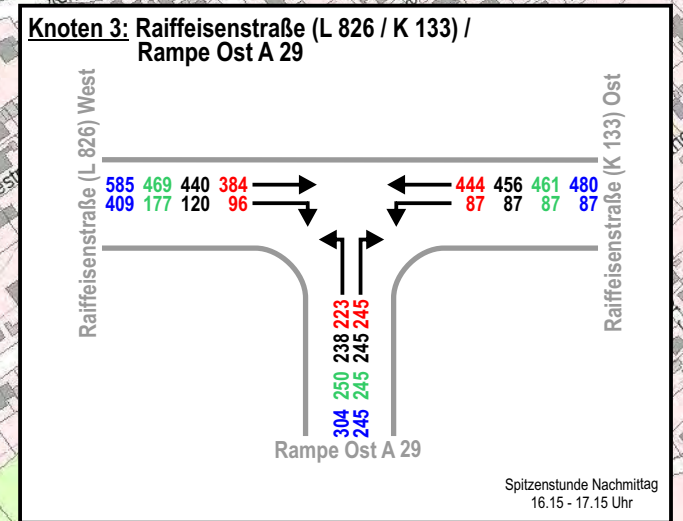 Knoten 3: Raiffeisenstraße (L 826 / K 133) /
Rampe Ost A 29
Raiffeisenstraße (L 826) West
585 469 440 384
409 177 120 96
444 456 461 480
87 87 87 87
Raiffeisenstraße (K 133) Ost
304 250 238 223
245 245 245 245
Rampe Ost A 29
Spitzenstunde Nachmittag
16.15 - 17.15 Uhr